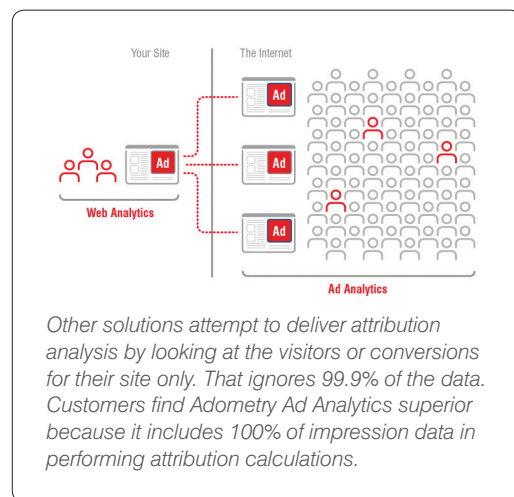 Your Site
The Internet
Ad
Ad
Ad
Ad
Web Analytics
Ad Analytics
Other solutions attempt to deliver attribution
analysis by looking at the visitors or conversions
for their site only. That ignores 99.9% of the data.
Customers find Adometry Ad Analytics superior
because it includes 100% of impression data in
performing attribution calculations.